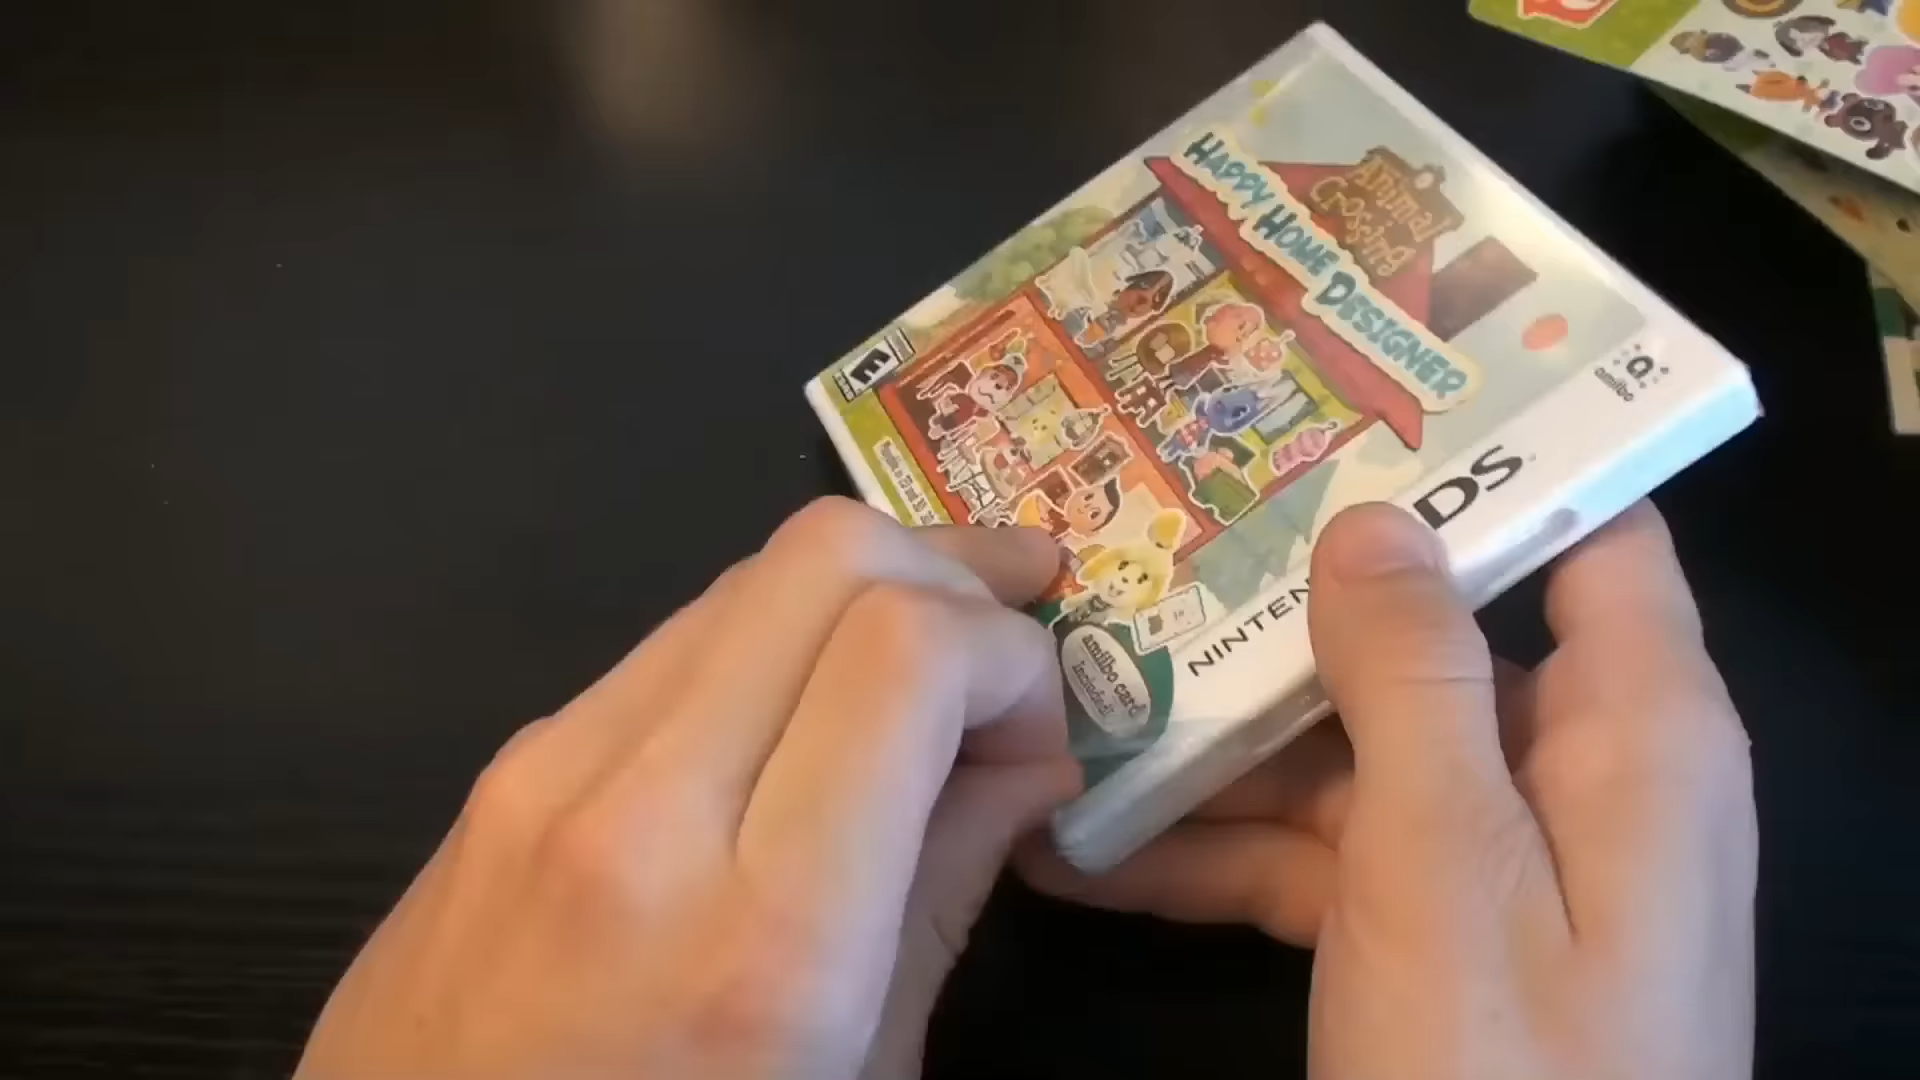 Animal
Crossing
HAPPY HOME DESIGNER
E
amiibo
NINTEN
DS
amiibo card
included!